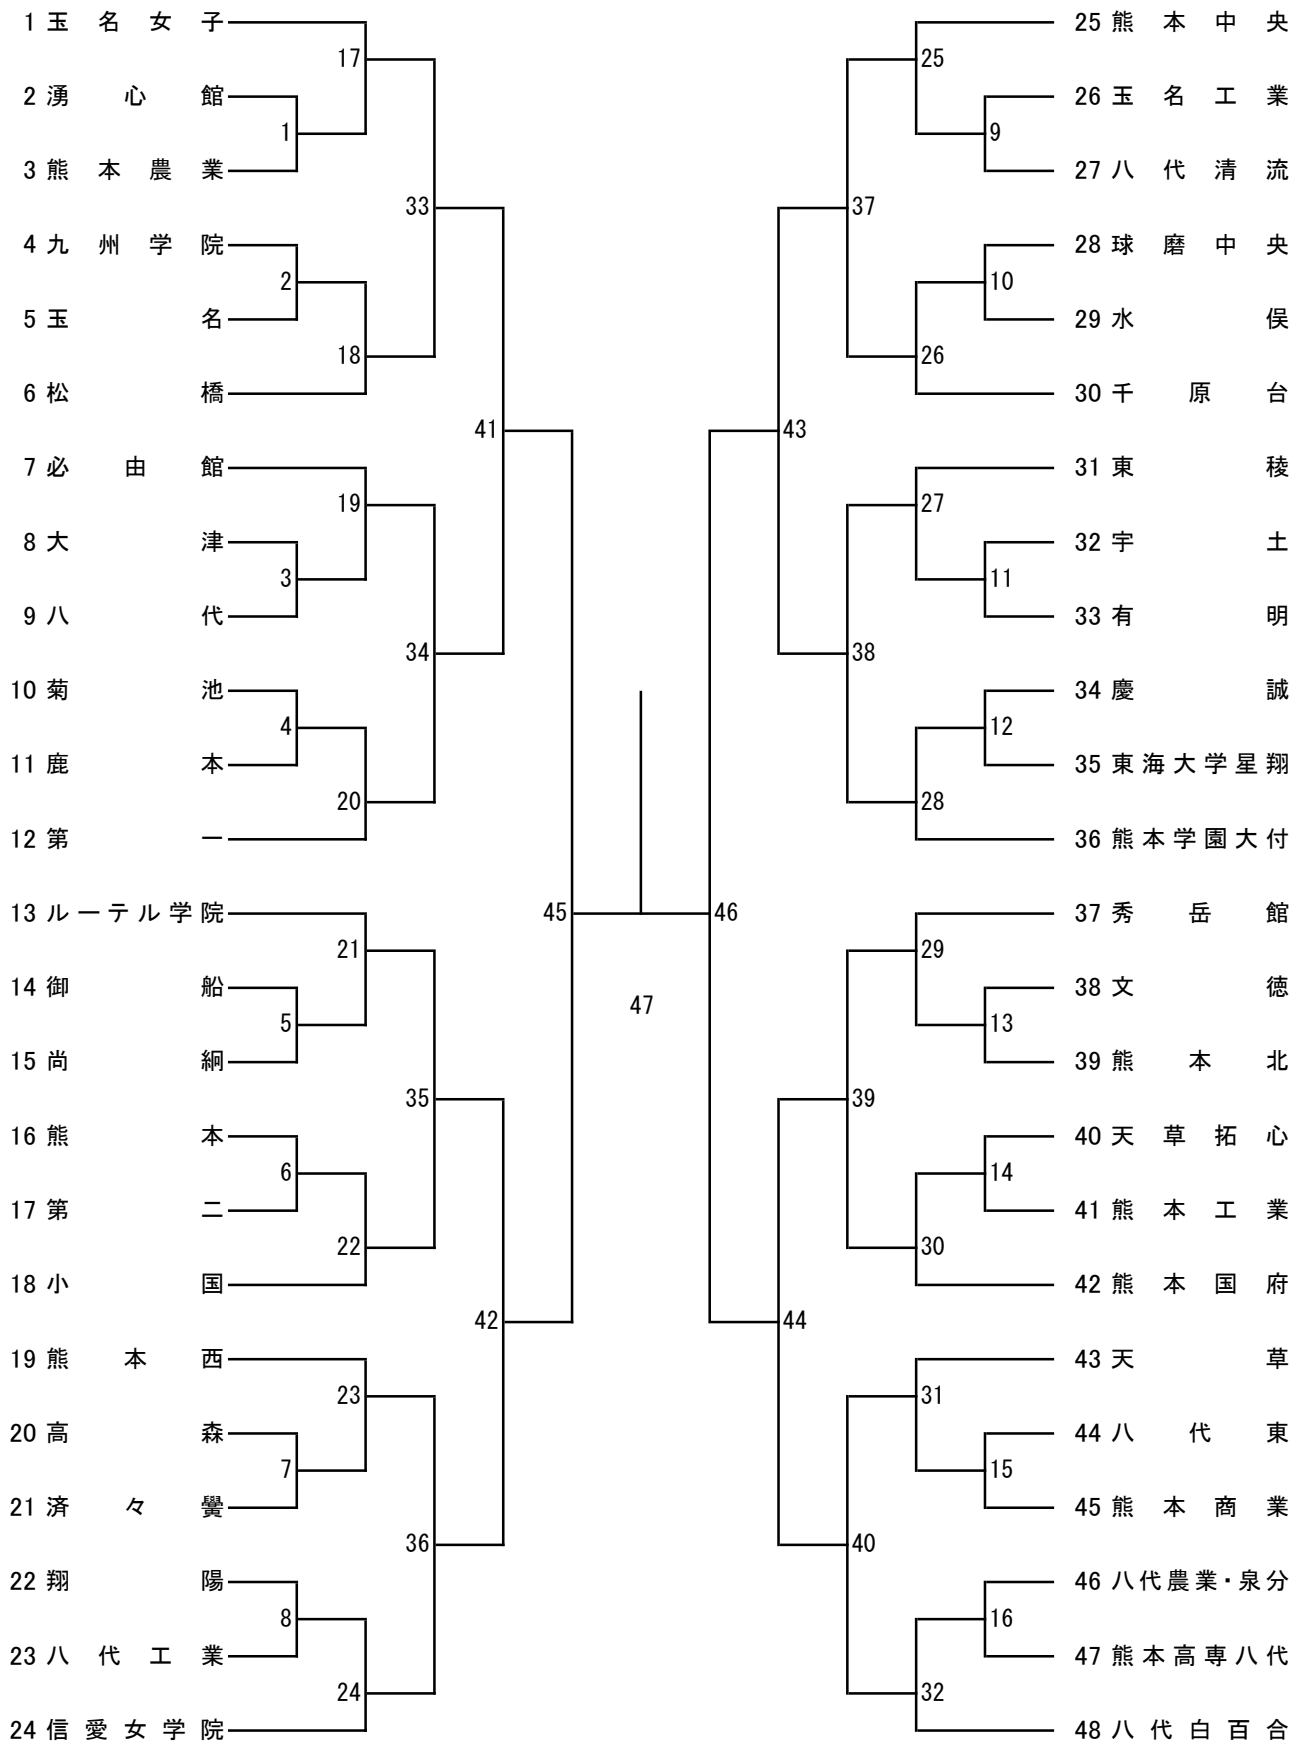 1 玉名女子
2 湧心館
3 熊本農業
4 九州学院
5 玉名
6 松橋
7 必由館
8 大津
9 八代
10 菊池
11 鹿本
12 第一
13 ルーテル学院
14 御船
15 尚絅
16 熊本
17 第二
18 小国
19 熊本西
20 高森
21 済々黌
22 翔陽
23 八代工業
24 信愛女学院
17
1
33
2
18
41
19
3
34
4
20
45
21
5
35
6
22
42
23
7
36
8
24
47
25
9
37
10
26
43
27
11
38
12
28
46
29
13
39
14
30
44
31
15
40
16
32
25 熊本中央
26 玉名工業
27 八代清流
28 球磨中央
29 水俣
30 千原台
31 東稜
32 宇土
33 有明
34 慶誠
35 東海大学星翔
36 熊本学園大付
37 秀岳館
38 文徳
39 熊本北
40 天草拓心
41 熊本工業
42 熊本国府
43 天草
44 八代東
45 熊本商業
46 八代農業・泉分
47 熊本高専八代
48 八代白百合